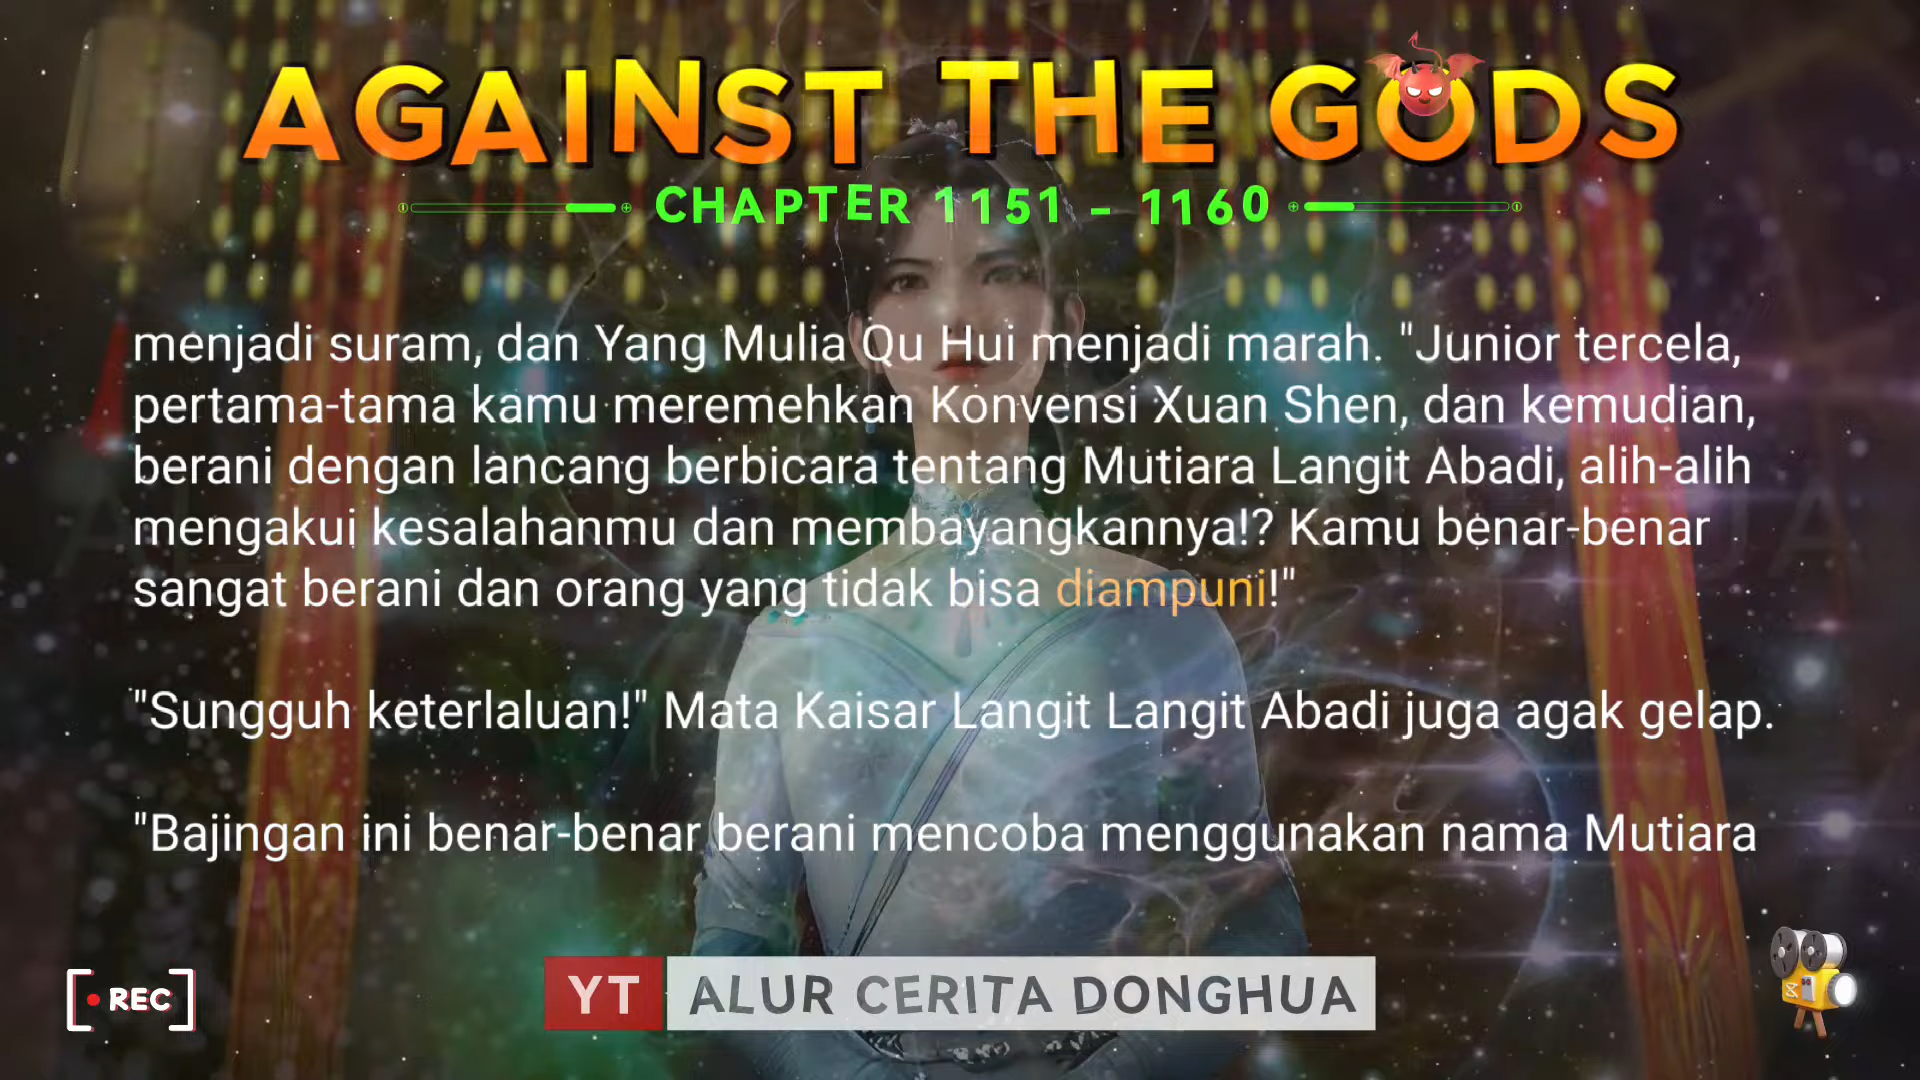 AGAINST THE GODS
CHAPTER 1151 - 1160
menjadi suram, dan Yang Mulia Qu Hui menjadi marah. "Junior tercela,
pertama-tama kamu meremehkan Konvensi Xuan Shen, dan kemudian,
berani dengan lancang berbicara tentang Mutiara Langit Abadi, alih-alih
mengakui kesalahanmu dan membayangkannya!? Kamu benar-benar
sangat berani dan orang yang tidak bisa diampuni!"
"Sungguh keterlaluan!" Mata Kaisar Langit Langit Abadi juga agak gelap.
"Bajingan ini benar-benar berani mencoba menggunakan nama Mutiara
REC
YT ALUR CERITA DONGHUA